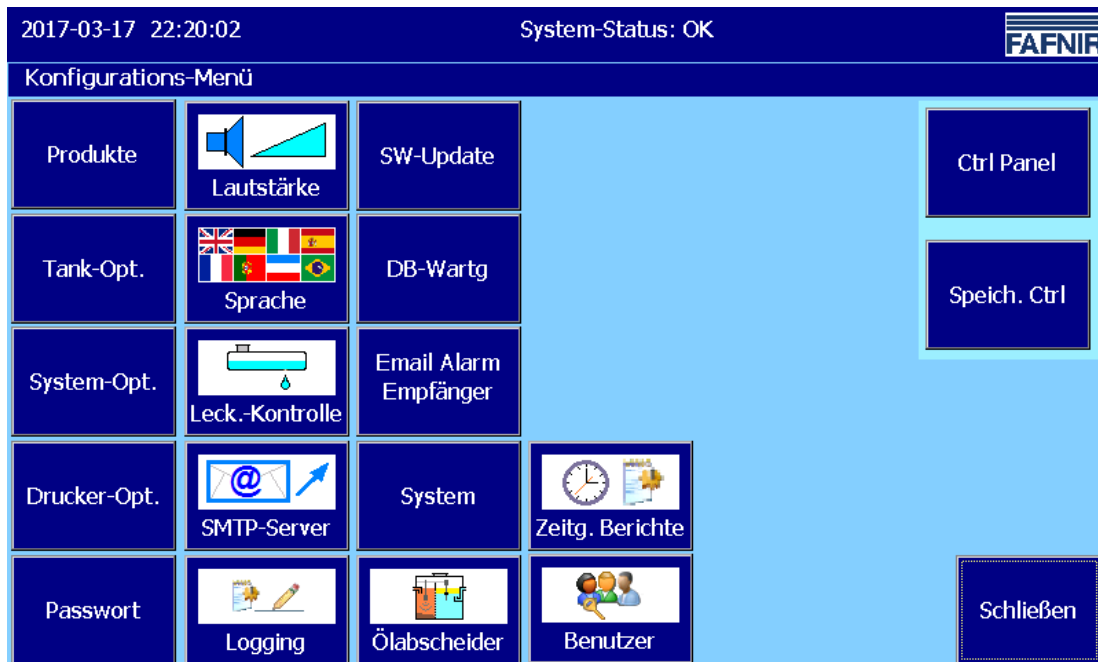 2017-03-17 22:20:02
System-Status: OK
FAFNIR
Konfigurations-Menü
Produkte
Lautstärke
SW-Update
Ctrl Panel
Tank-Opt.
Sprache
DB-Wartg
Speich. Ctrl
System-Opt.
Leck.-Kontrolle
Email Alarm
Empfänger
Drucker-Opt.
@
SMTP-Server
System
Zeitg. Berichte
Passwort
Logging
Ölabscheider
Benutzer
Schließen